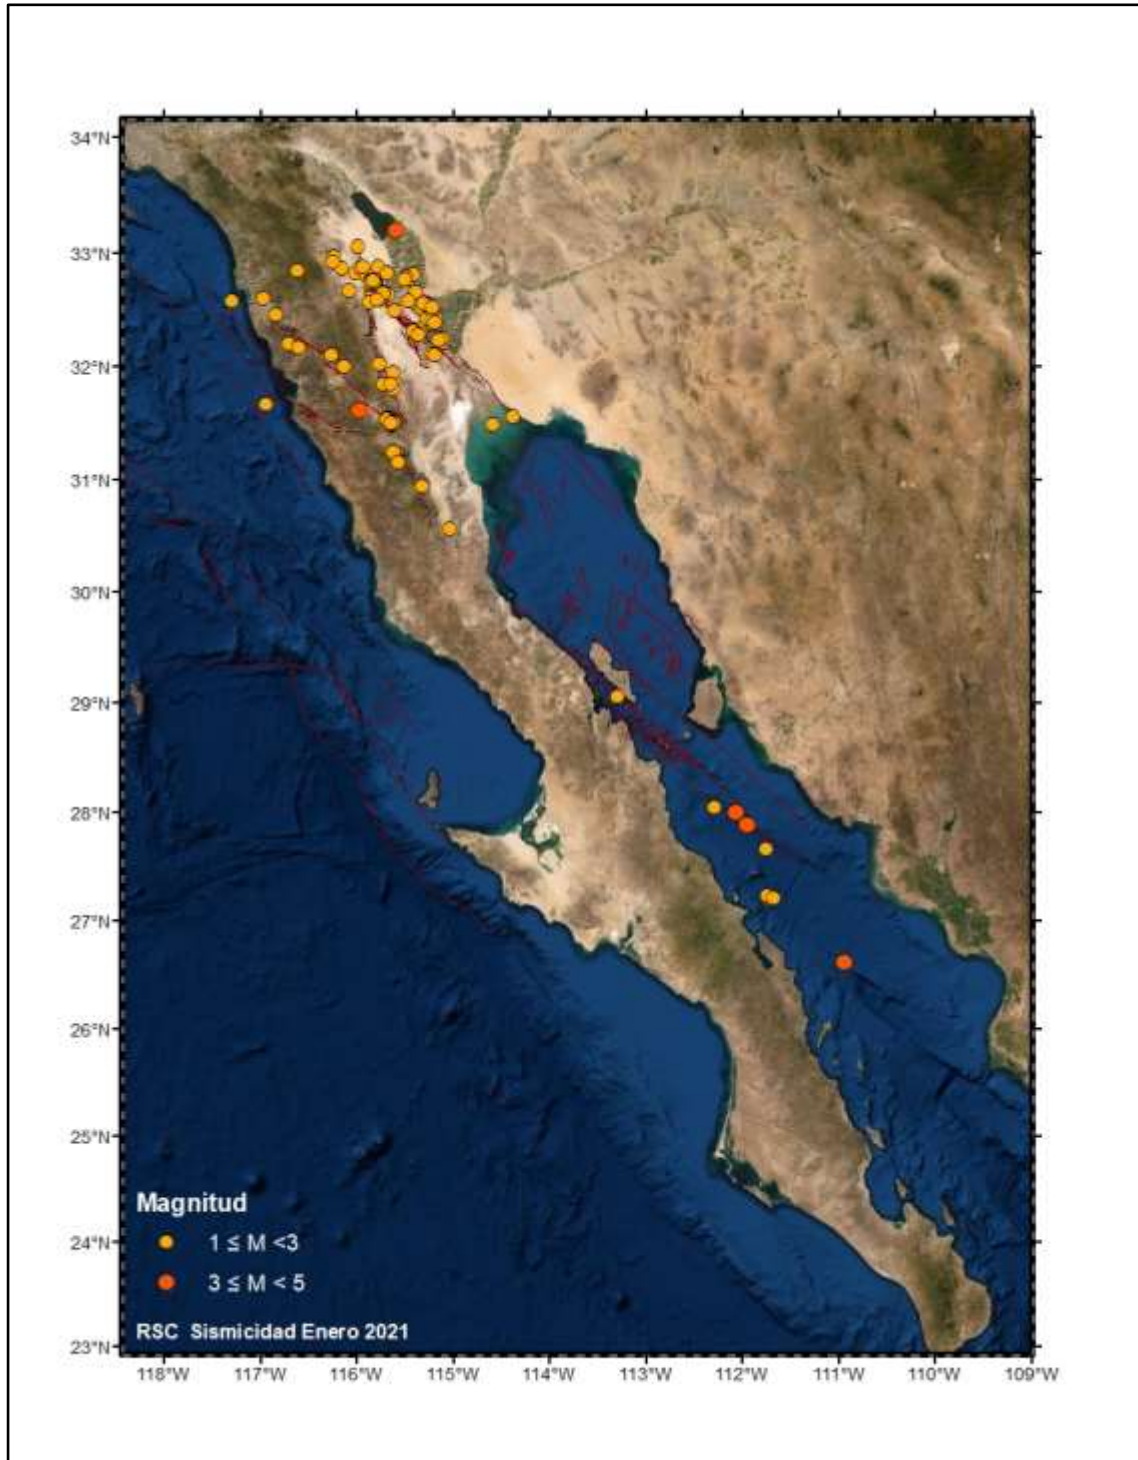 34°N
33°N
32°N
31°N
30°N
29°N
28°N
27°N
26°N
25°N
24°N
23°N
Magnitud
1 ≤ M <3
3 ≤ M < 5
RSC Sismicidad Enero 2021
118°W 117°W 116°W 115°W 114°W 113°W 112°W 111°W 110°W 109°W